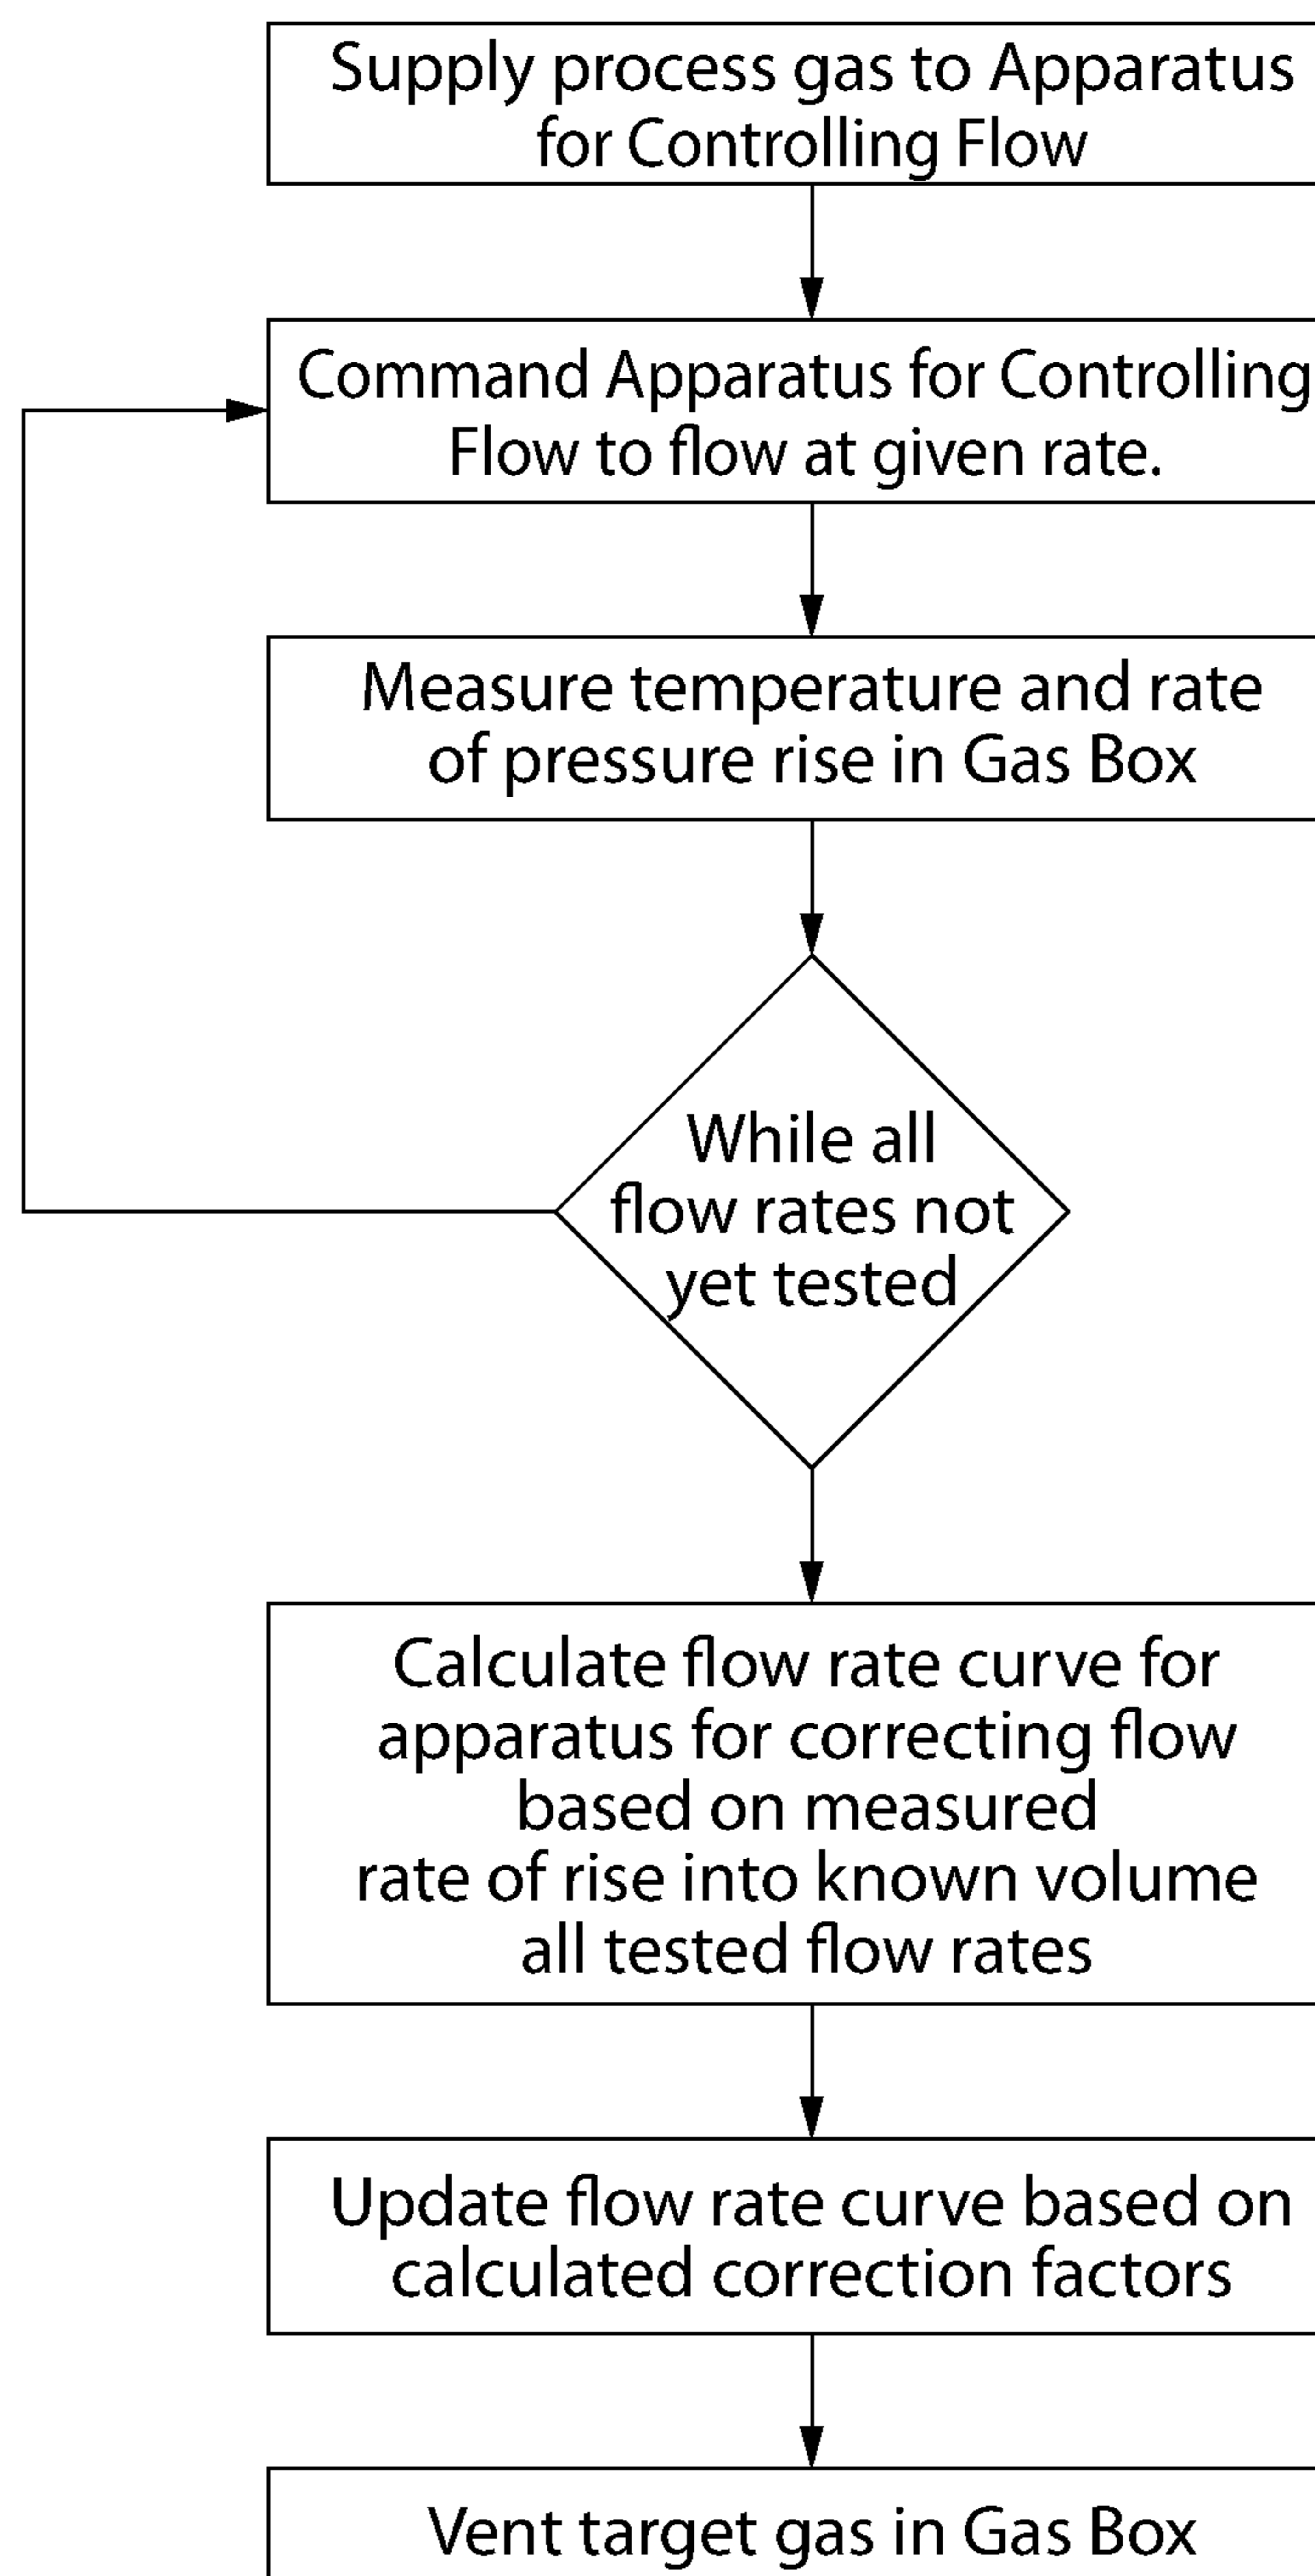 Supply process gas to Apparatus
for Controlling Flow
Command Apparatus for Controlling
Flow to flow at given rate.
Measure temperature and rate
of pressure rise in Gas Box
While all
flow rates not
yet tested
Calculate flow rate curve for
apparatus for correcting flow
based on measured
rate of rise into known volume
all tested flow rates
Update flow rate curve based on
calculated correction factors
Vent target gas in Gas Box